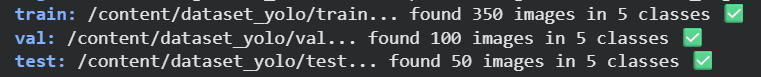 train: /content/dataset_yolo/train... found 350 images in 5 classes ✅
val: /content/dataset_yolo/val... found 100 images in 5 classes ✅
test: /content/dataset_yolo/test... found 50 images in 5 classes ✅